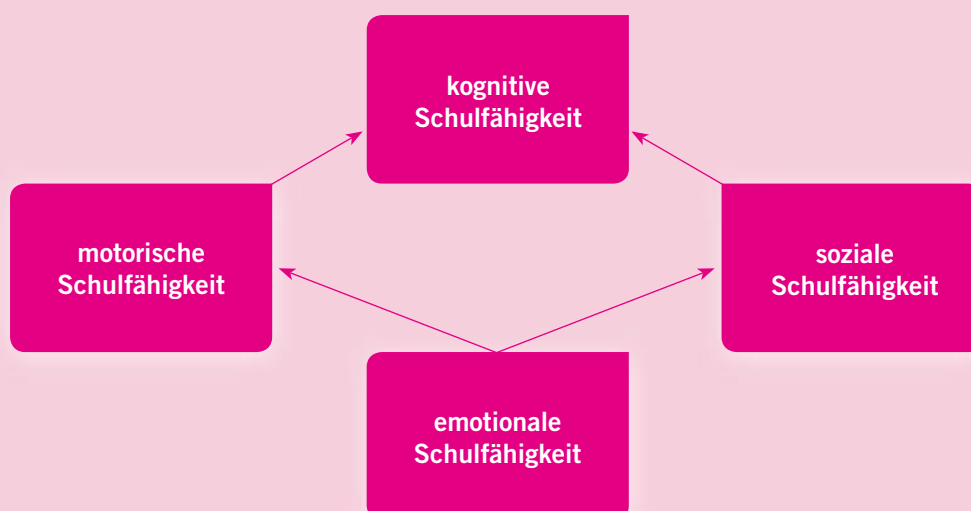 kognitive
Schulfähigkeit
motorische
Schulfähigkeit
soziale
Schulfähigkeit
emotionale
Schulfähigkeit